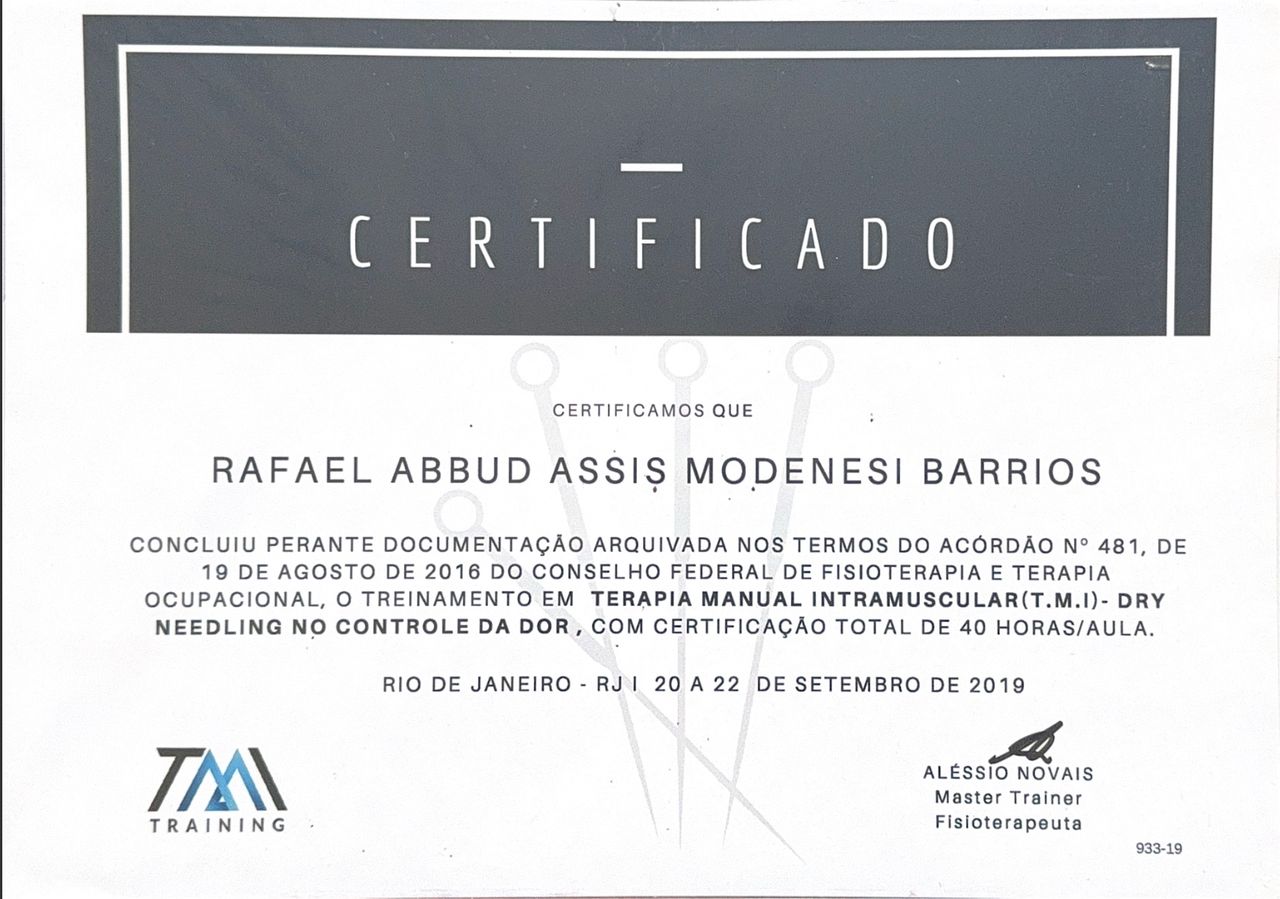 CERTIFICADO
CERTIFICAMOS QUE
RAFAEL ABBUD ASSIS MODENESI BARRIOS
CONCLUIU PERANTE DOCUMENTAÇÃO ARQUIVADA NOS TERMOS DO ACÓRDÃO Nº 481, DE
19 DE AGOSTO DE 2016 DO CONSELHO FEDERAL DE FISIOTERAPIA E TERAPIA
OCUPACIONAL, O TREINAMENTO EM TERAPIA MANUAL INTRAMUSCULAR(T.M.I)- DRY
NEEDLING NO CONTROLE DA DOR , COM CERTIFICAÇÃO TOTAL DE 40 HORAS/AULA.
RIO DE JANEIRO - RJ I 20 A 22 DE SETEMBRO DE 2019
TMI
TRAINING
ALÉSSIO NOVAIS
Master Trainer
Fisioterapeuta
933-19